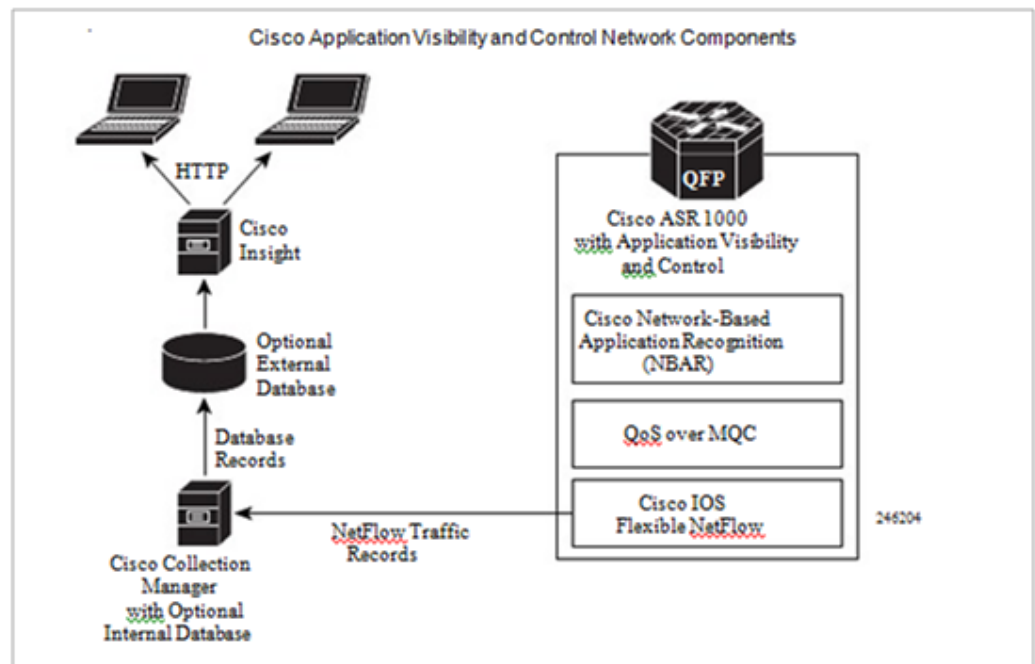 Cisco Application Visibility and Control Network Components
HTTP
Cisco
Insight
Optional
External
Database
Database
Records
Cisco Collection
Manager
with Optional
Internal Database
NetFlow Traffic
Records
QFP
Cisco ASR 1000
with Application Visibility
and Control
Cisco Network-Based
Application Recognition
(NBAR)
QoS over MQC
Cisco IOS
Flexible NetFlow
246204